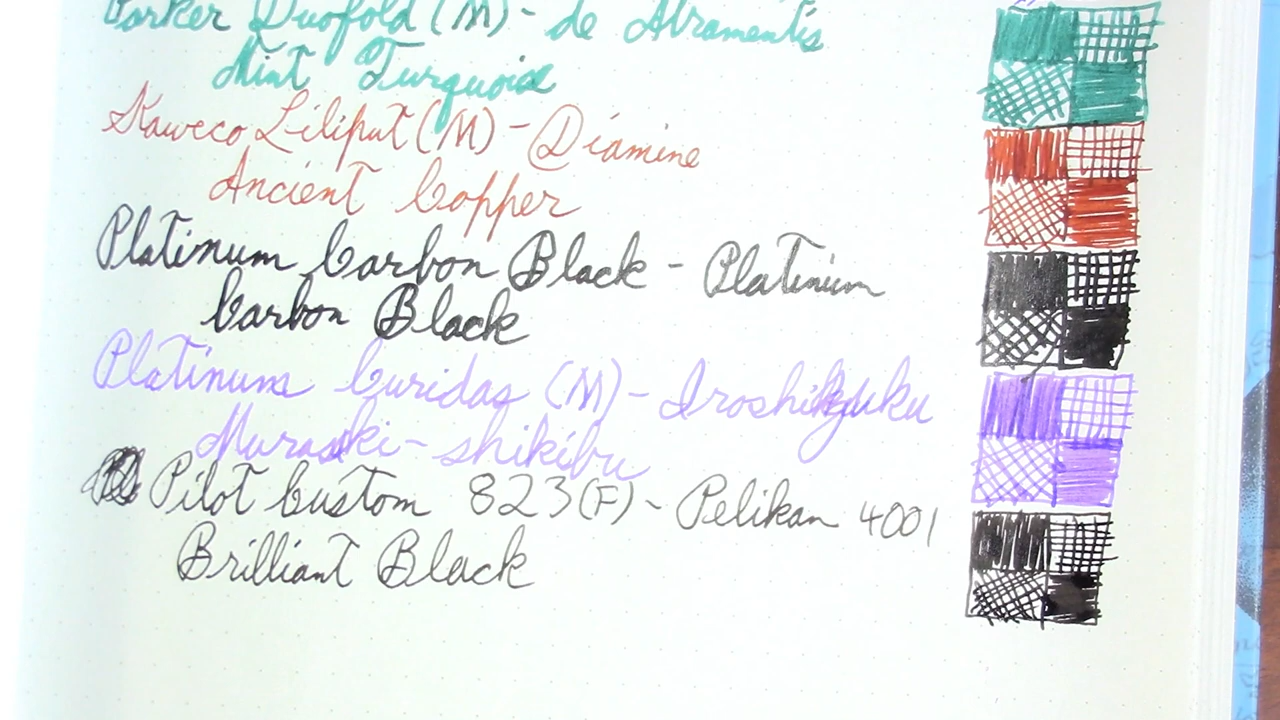 Parker Duofold (M) - de Atramentis
Mint Turquoise
Kaweco Liliput (M) - Diamine
Ancient Copper
Platinum Carbon Black - Platinum
Carbon Black
Platinum Curidas (M) - Iroshizuku
Murasaki-shikibu
Pilot Custom 823 (F) - Pelikan 4001
Brilliant Black